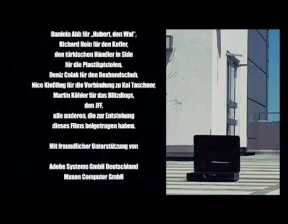 Daniela Abb für „Hubert, den Wal“,
Richard Hein für den Koffer,
den türkischen Händler in Side
für die Plastikpistolen,
Deniz Colak für den Boxhandschuh,
Nico Kießling für die Verbindung zu Kai Taschner,
Martin Köhler für das Blitzdings,
den JFF,
alle anderen, die zur Entstehung
dieses Films beigetragen haben.
Mit freundlicher Unterstützung von
Adobe Systems GmbH Deutschland
Maxon Computer GmbH